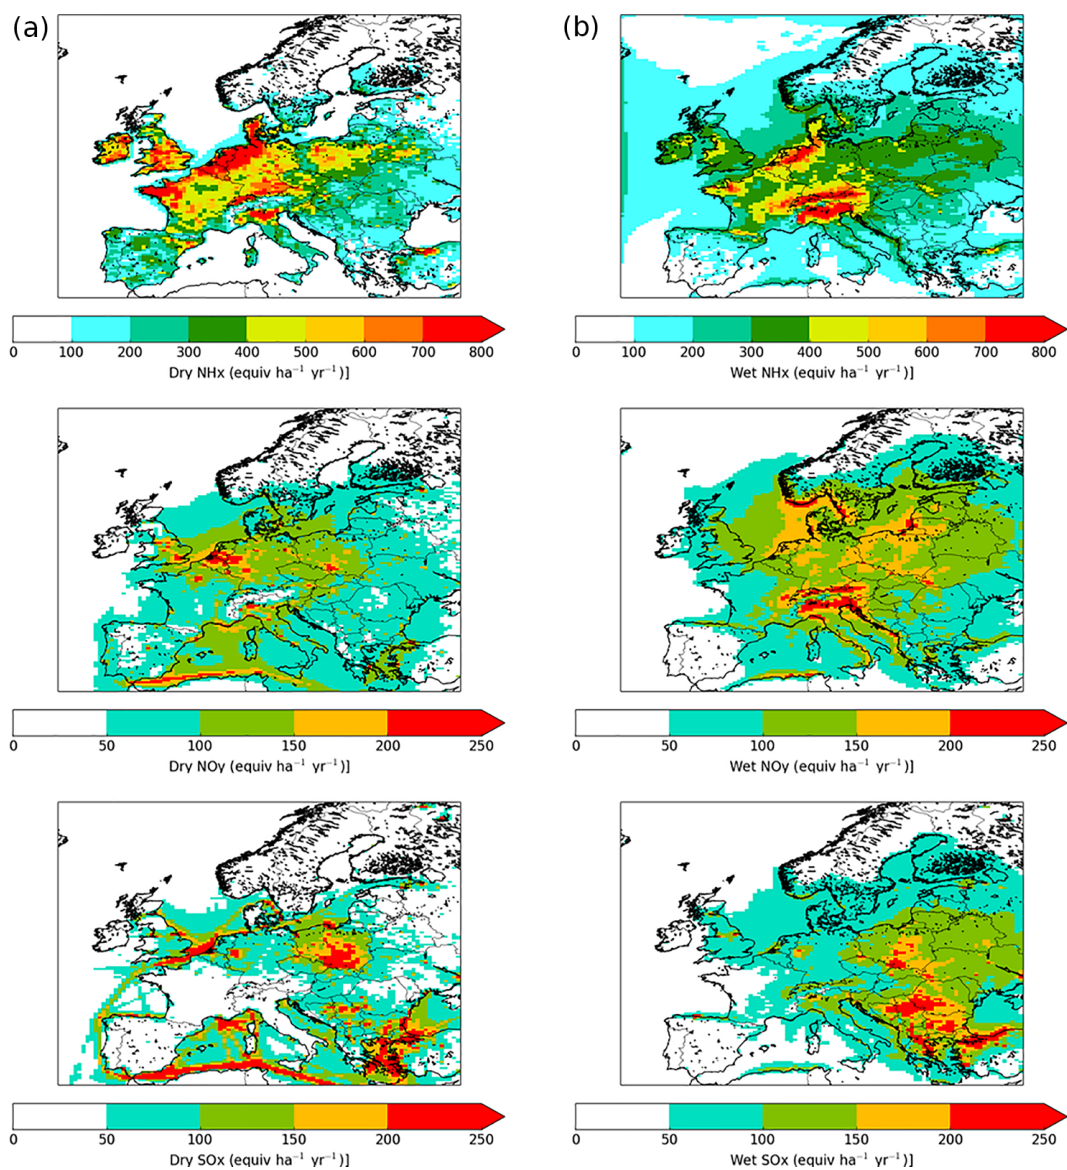 (a) (b)
0 100 200 300 400 500 600 700 800
Dry NHx (equiv ha⁻¹ yr⁻¹)]
0 100 200 300 400 500 600 700 800
Wet NHx (equiv ha⁻¹ yr⁻¹)]
0 50 100 150 200 250
Dry NOy (equiv ha⁻¹ yr⁻¹)]
0 50 100 150 200 250
Wet NOy (equiv ha⁻¹ yr⁻¹)]
0 50 100 150 200 250
Dry SOx (equiv ha⁻¹ yr⁻¹)]
0 50 100 150 200 250
Wet SOx (equiv ha⁻¹ yr⁻¹)]